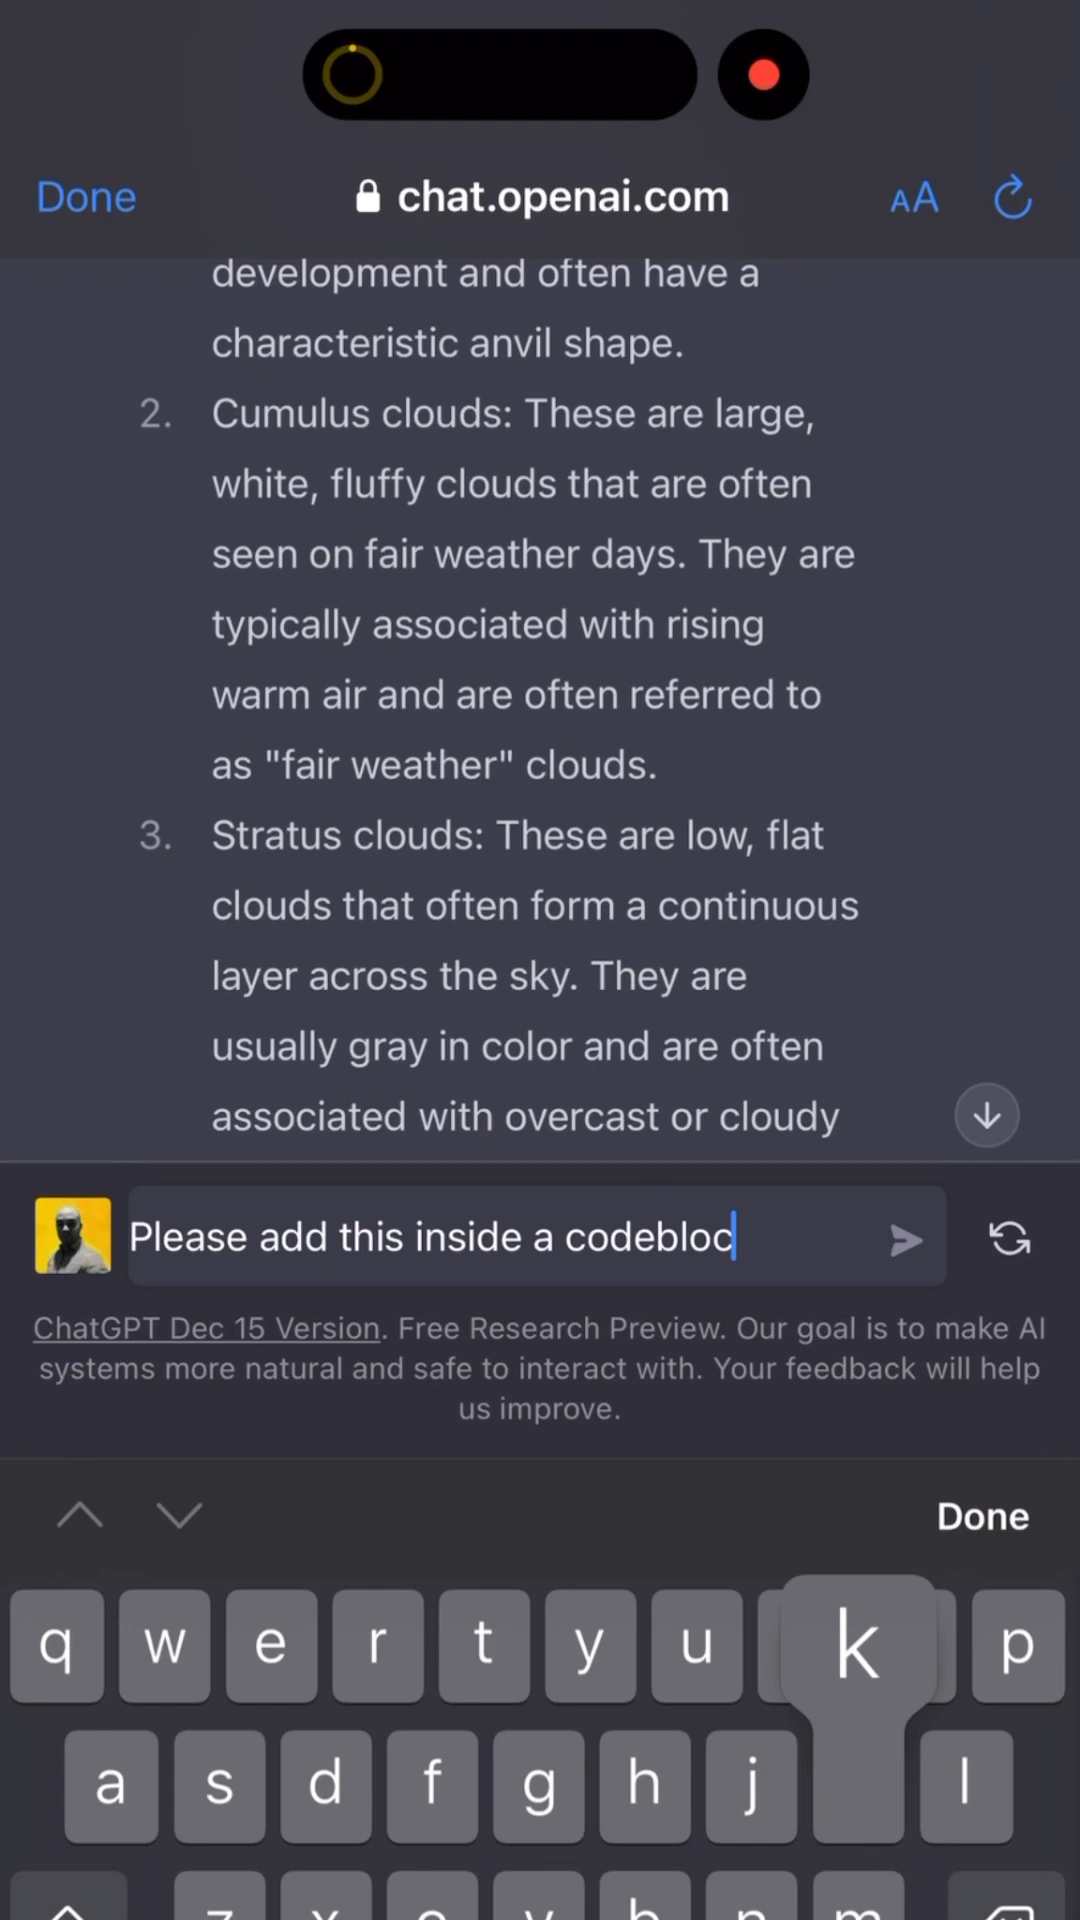 Done
chat.openai.com
AA
development and often have a
characteristic anvil shape.
2. Cumulus clouds: These are large,
white, fluffy clouds that are often
seen on fair weather days. They are
typically associated with rising
warm air and are often referred to
as "fair weather" clouds.
3. Stratus clouds: These are low, flat
clouds that often form a continuous
layer across the sky. They are
usually gray in color and are often
associated with overcast or cloudy
Please add this inside a codebloc
ChatGPT Dec 15 Version. Free Research Preview. Our goal is to make AI
systems more natural and safe to interact with. Your feedback will help
us improve.
Done
q w e r t y u k p
a s d f g h j l
z x c v b n m